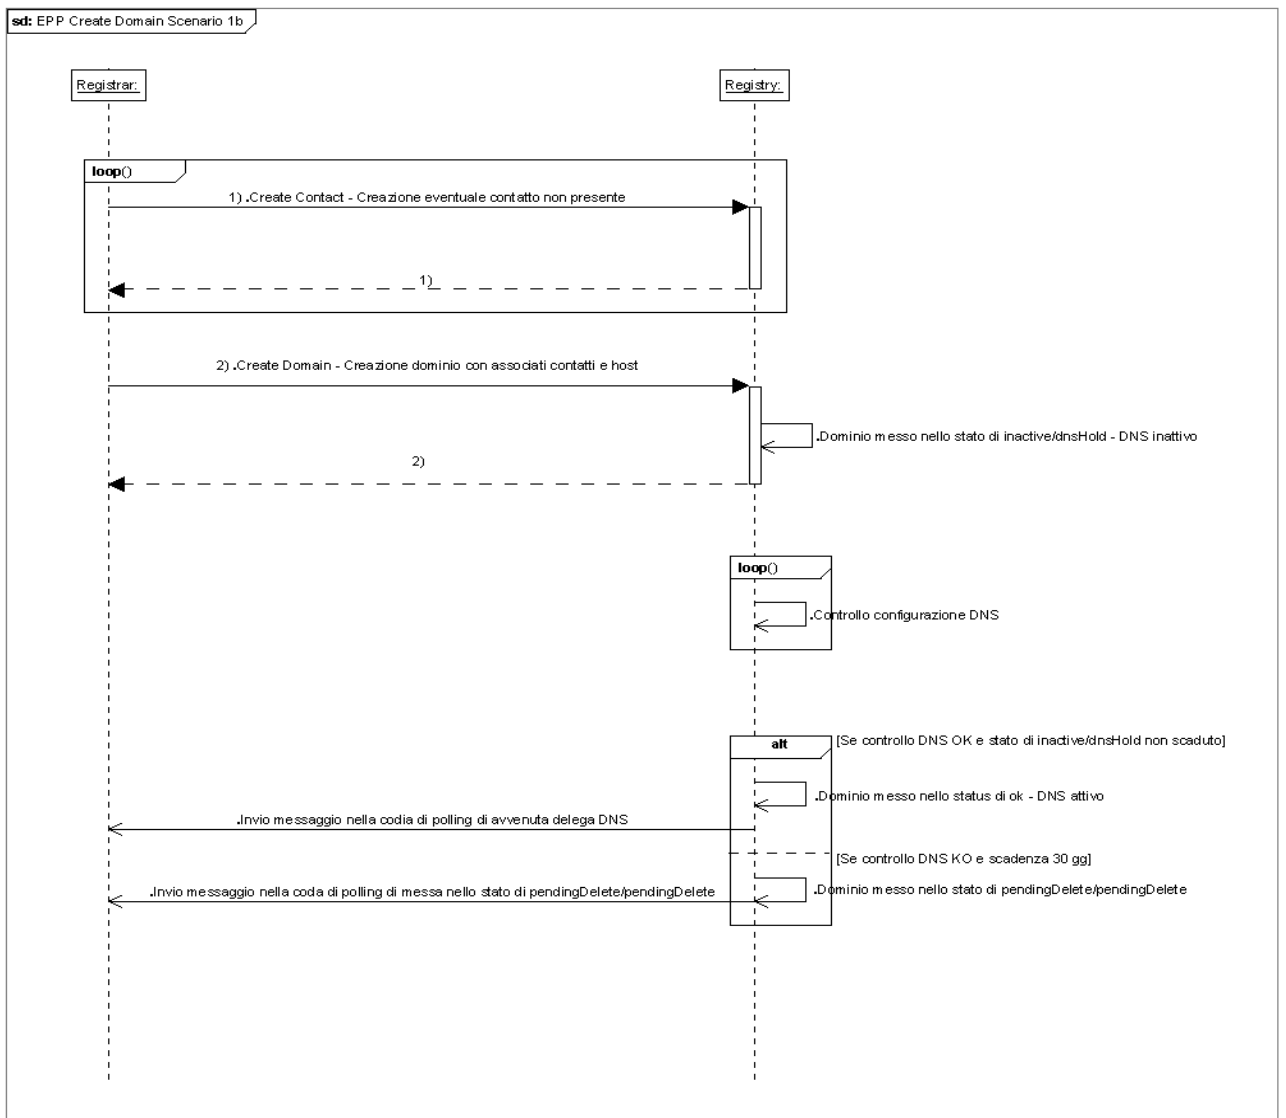 sd: EPP Create Domain Scenario 1b
Registrar:
Registry:
loop()
1) .Create Contact - Creazione eventuale contatto non presente
1)
2) .Create Domain - Creazione dominio con associati contatti e host
.Dominio messo nello stato di inactive/dnsHold - DNS inattivo
2)
loop()
.Controllo configurazione DNS
alt
[Se controllo DNS OK e stato di inactive/dnsHold non scaduto]
.Dominio messo nello status di ok - DNS attivo
.Invio messaggio nella codia di polling di avvenuta delega DNS
[Se controllo DNS KO e scadenza 30 gg]
.Invio messaggio nella coda di polling di messa nello stato di pendingDelete/pendingDelete
.Dominio messo nello stato di pendingDelete/pendingDelete